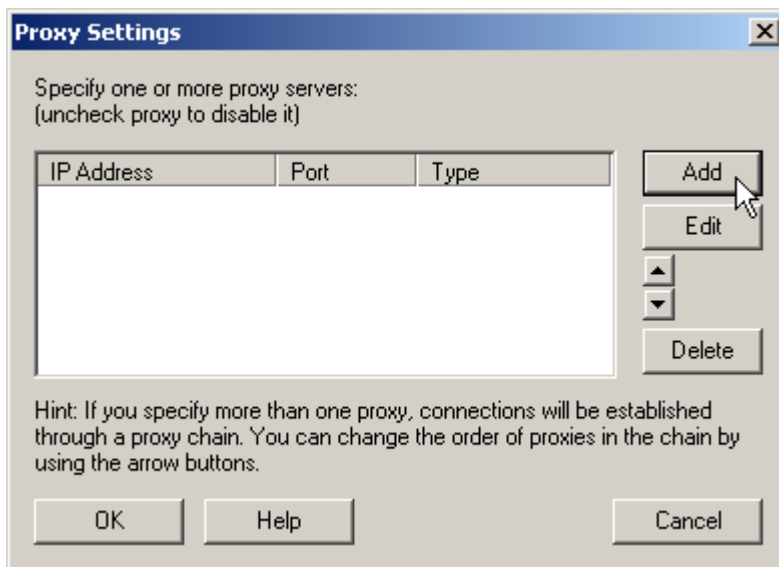 Proxy Settings
Specify one or more proxy servers:
(uncheck proxy to disable it)
IP Address Port Type
Add
Edit
Delete
Hint: If you specify more than one proxy, connections will be established
through a proxy chain. You can change the order of proxies in the chain by
using the arrow buttons.
OK Help Cancel